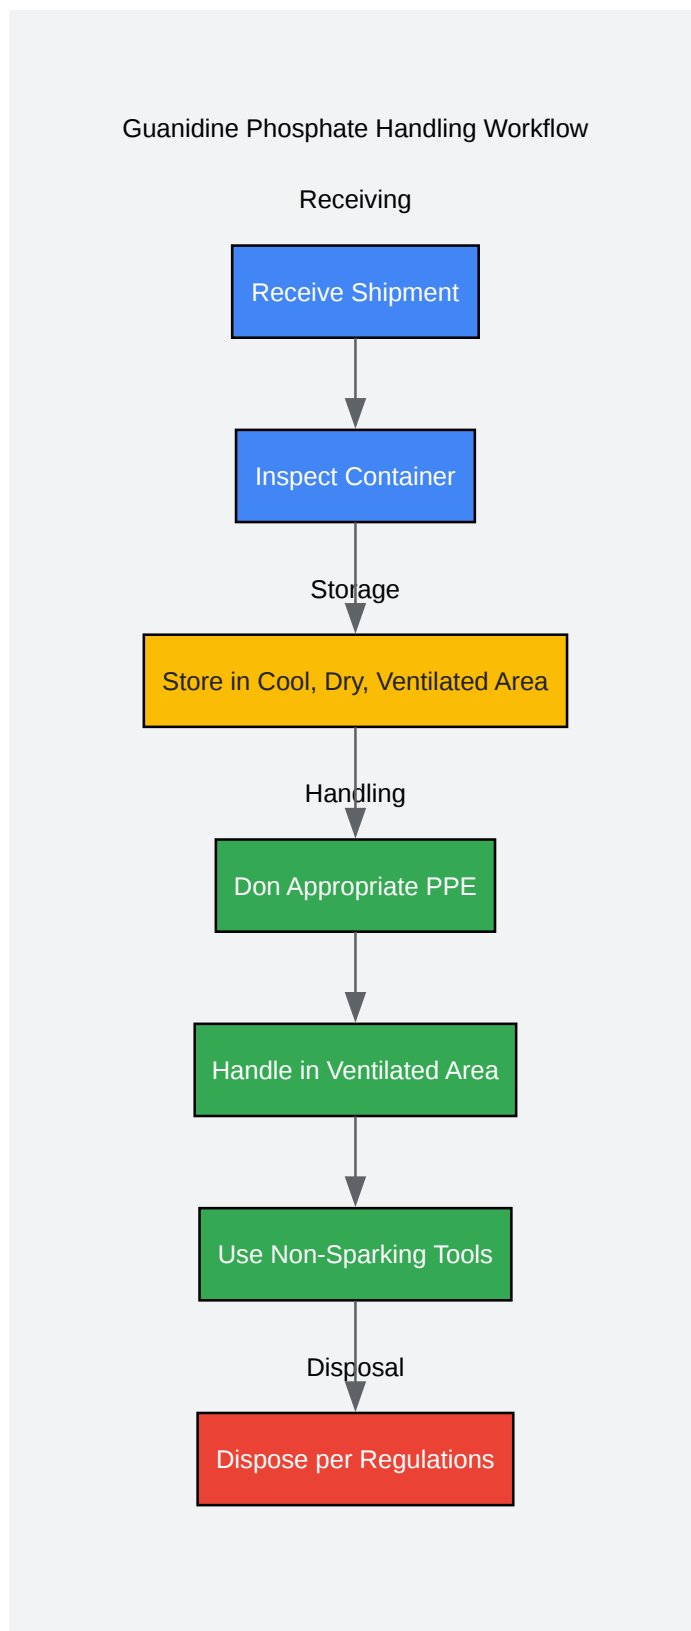 Guanidine Phosphate Handling Workflow
Receiving
Receive Shipment
Inspect Container
Storage
Store in Cool, Dry, Ventilated Area
Handling
Don Appropriate PPE
Handle in Ventilated Area
Use Non-Sparking Tools
Disposal
Dispose per Regulations